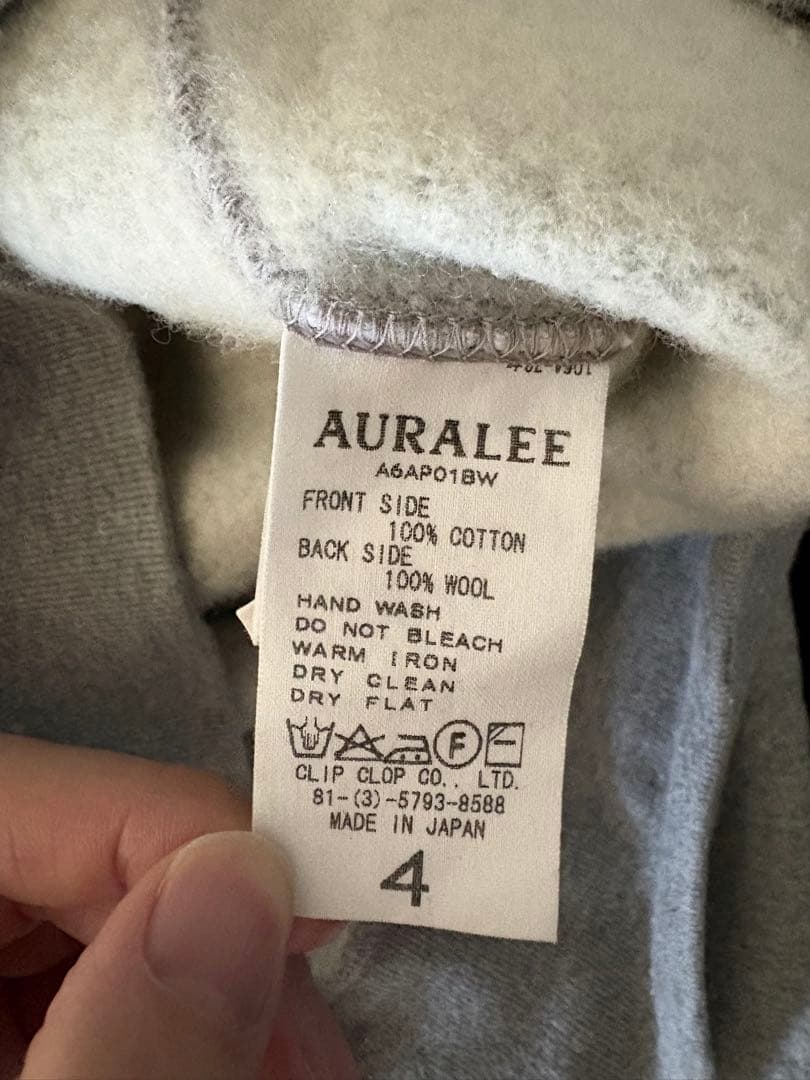 AURALEE
A6AP01BW
FRONT SIDE
100% COTTON
BACK SIDE
100% WOOL
HAND WASH
DO NOT BLEACH
WARM IRON
DRY CLEAN
DRY FLAT
F
CLIP CLOP CO., LTD.
81-(3)-5793-8588
MADE IN JAPAN
4